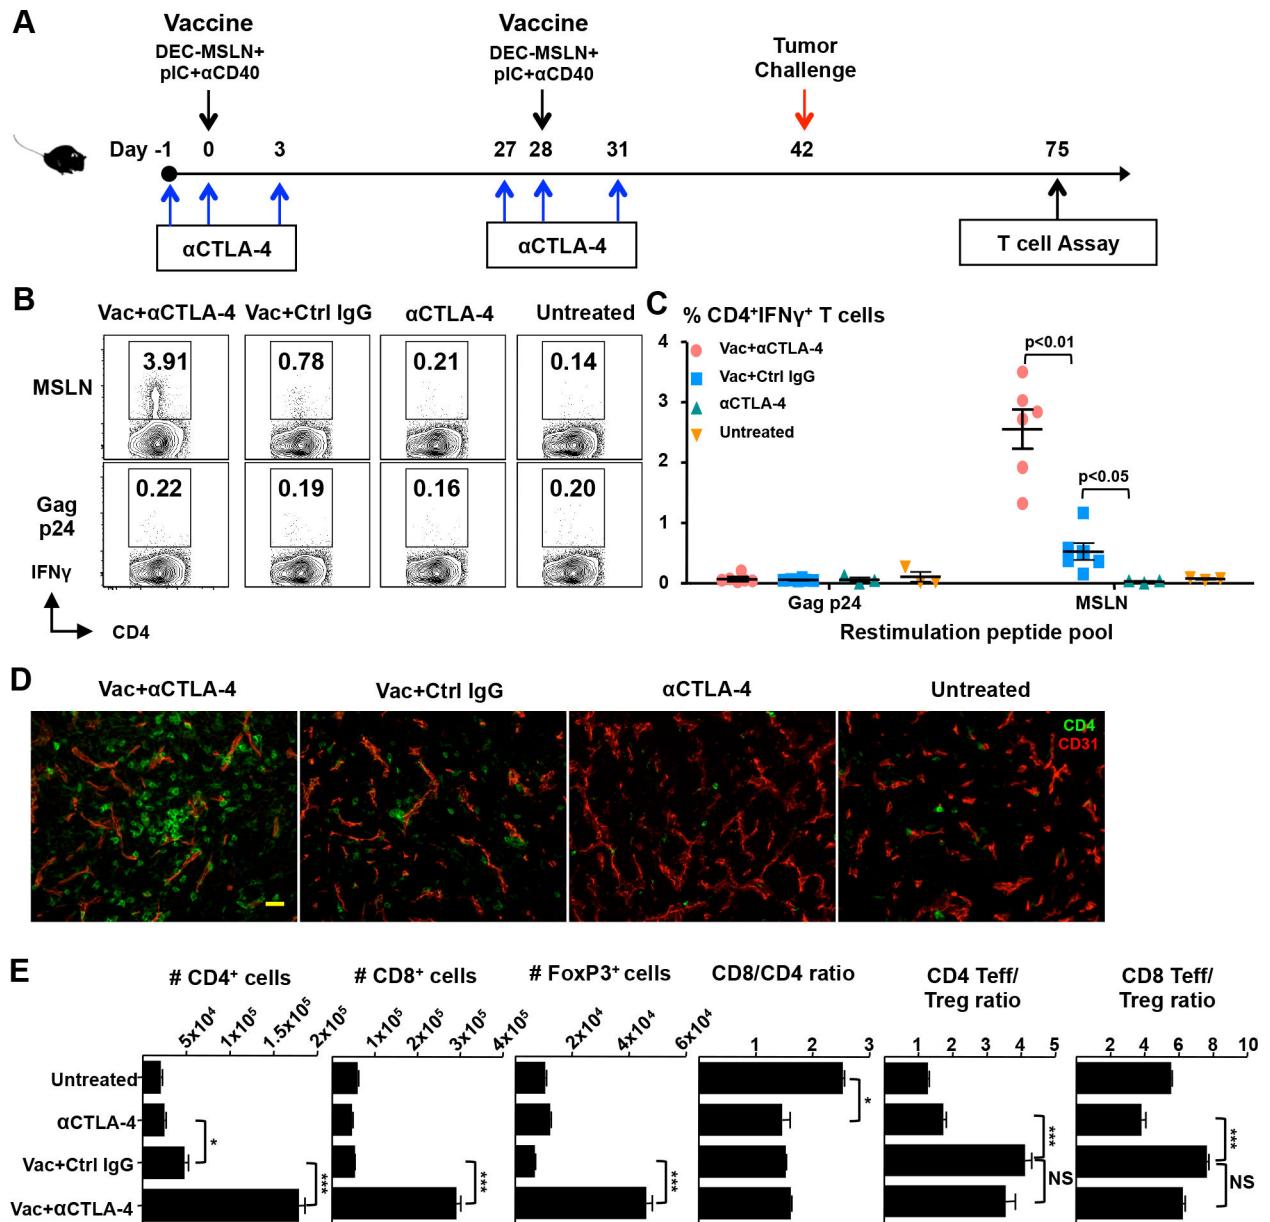 A
Vaccine
DEC-MSLN+
pIC+αCD40
Vaccine
DEC-MSLN+
pIC+αCD40
Tumor
Challenge
Day -1 0 3 27 28 31 42 75
αCTLA-4
αCTLA-4
T cell Assay
B
Vac+αCTLA-4 Vac+Ctrl IgG αCTLA-4 Untreated
MSLN
3.91 0.78 0.21 0.14
Gag
p24
0.22 0.19 0.16 0.20
IFNγ
CD4
C
% CD4⁺IFNγ⁺ T cells
Vac+αCTLA-4
Vac+Ctrl IgG
αCTLA-4
Untreated
p<0.01
p<0.05
4
3
2
1
0
Gag p24 MSLN
Restimulation peptide pool
D
Vac+αCTLA-4 Vac+Ctrl IgG αCTLA-4 Untreated
CD4
CD31
E
# CD4⁺ cells
5x10⁴ 1x10⁵ 1.5x10⁵ 2x10⁵
# CD8⁺ cells
1x10⁵ 2x10⁵ 3x10⁵ 4x10⁵
# FoxP3⁺ cells
2x10⁴ 4x10⁴ 6x10⁴
CD8/CD4 ratio
1 2 3
CD4 Teff/
Treg ratio
1 2 3 4 5
CD8 Teff/
Treg ratio
2 4 6 8 10
Untreated
αCTLA-4
Vac+Ctrl IgG
Vac+αCTLA-4
*
***
***
***
*
***
NS
***
NS